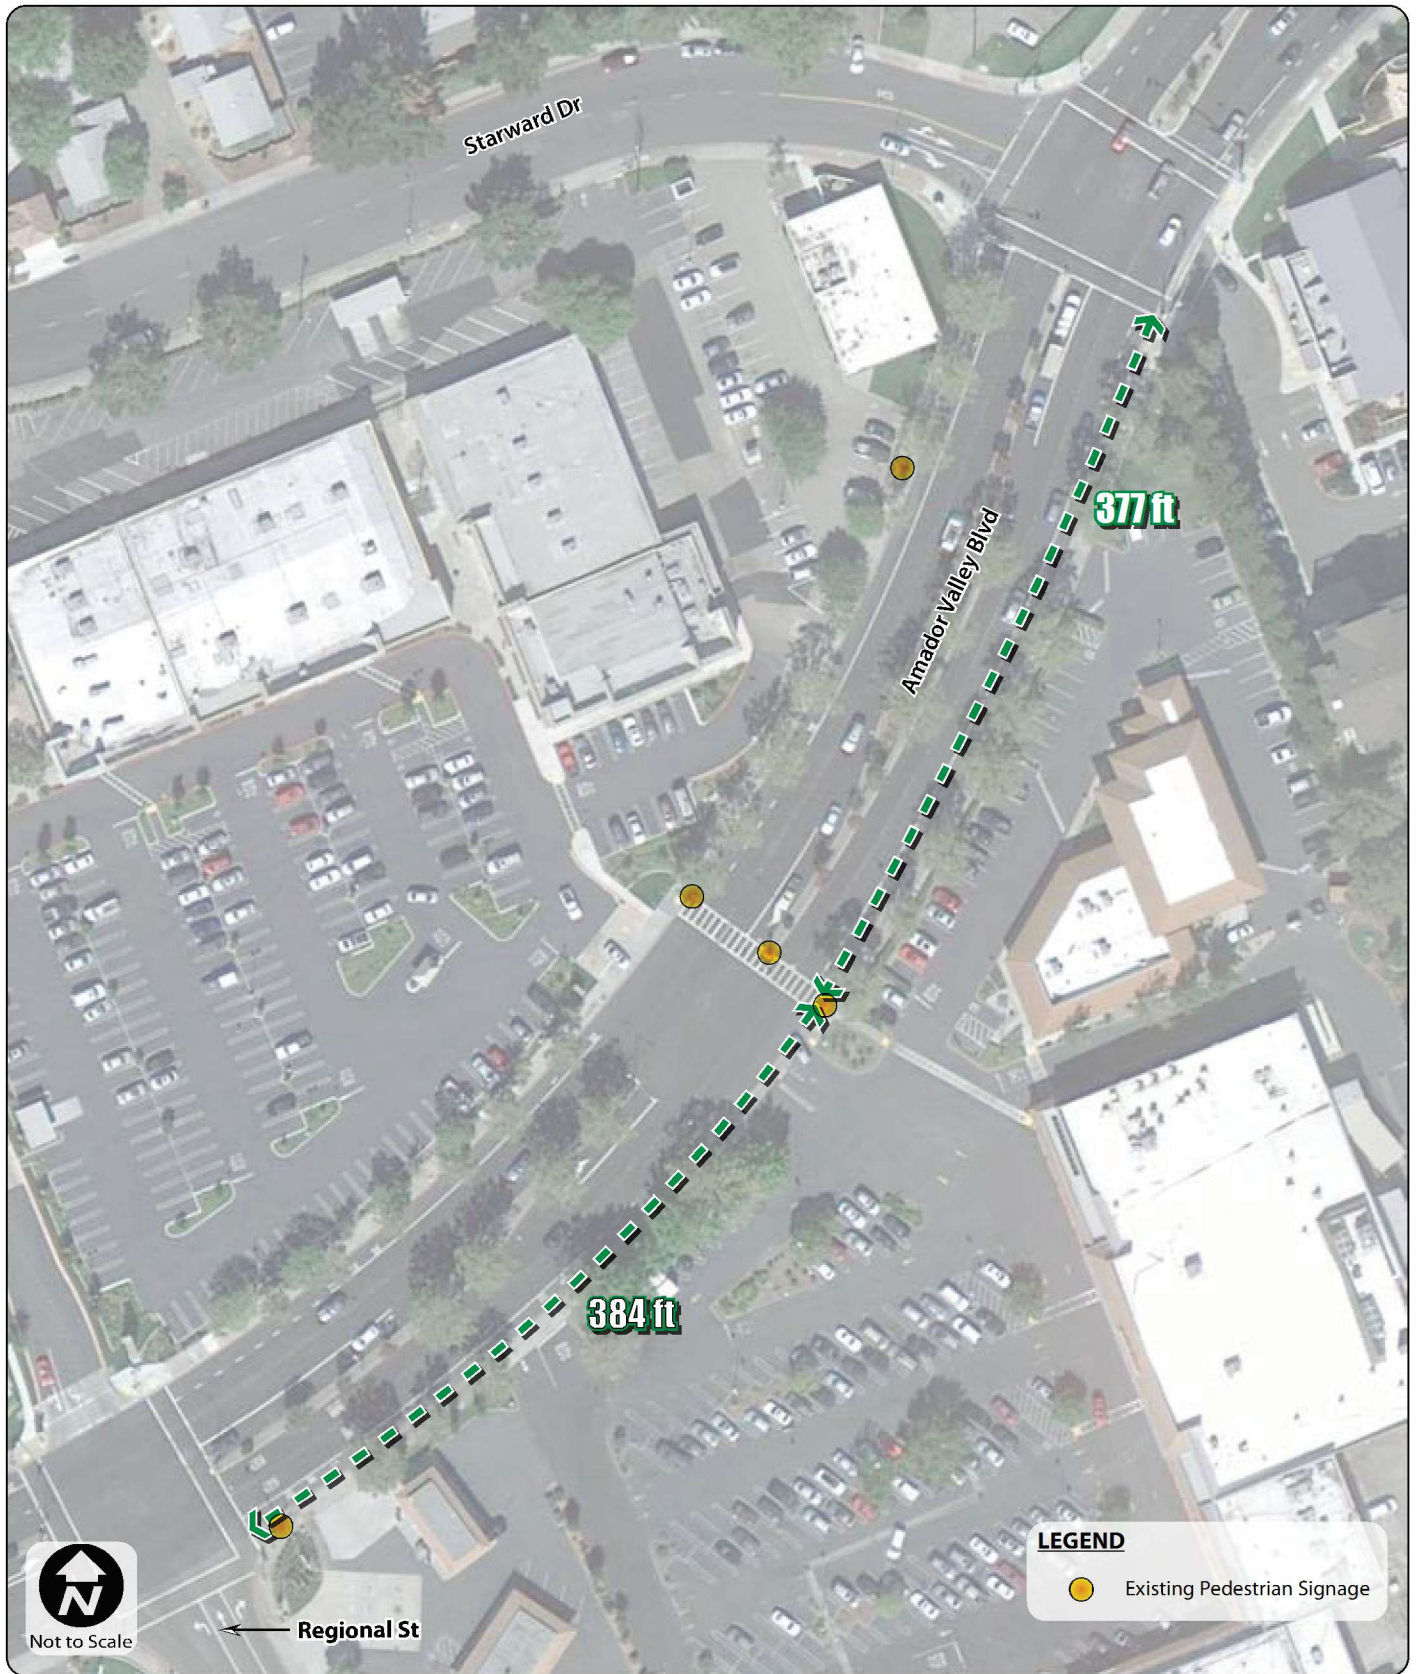 Starward Dr
377 ft
Amador Valley Blvd
384 ft
LEGEND
Existing Pedestrian Signage
N
Not to Scale
Regional St